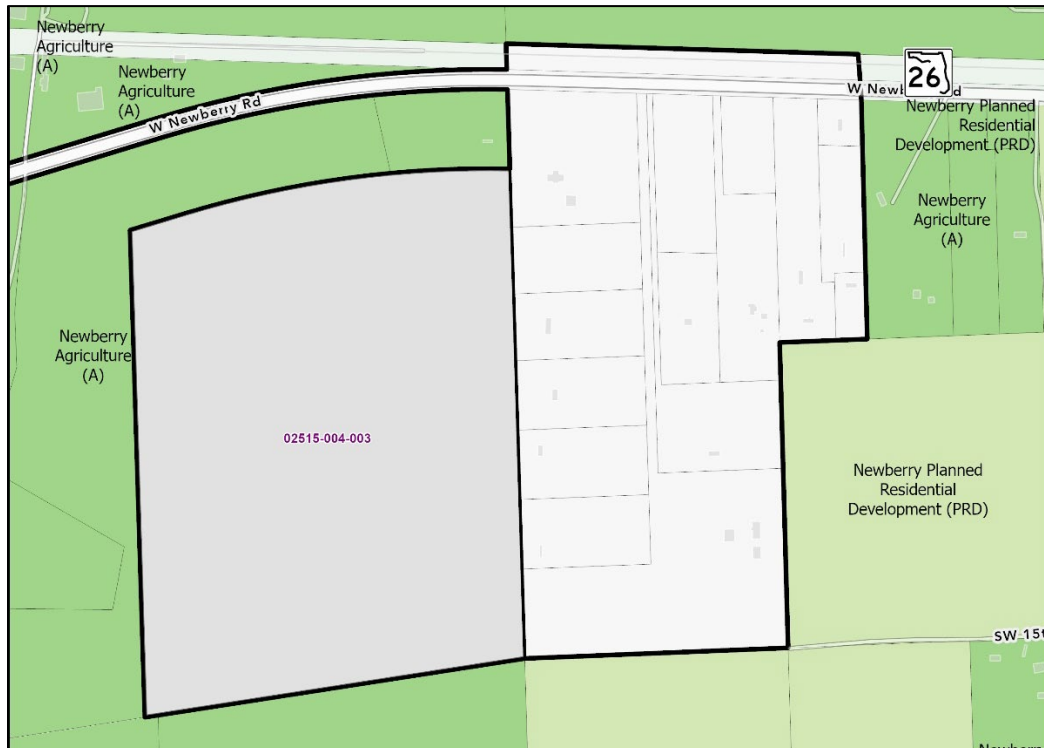 Newberry
Agriculture
(A)
Newberry
Agriculture
(A)
W Newberry Rd
26
W Newb
d
Newberry Planned
Residential
Development (PRD)
Newberry
Agriculture
(A)
Newberry
Agriculture
(A)
02515-004-003
Newberry Planned
Residential
Development (PRD)
SW 15t